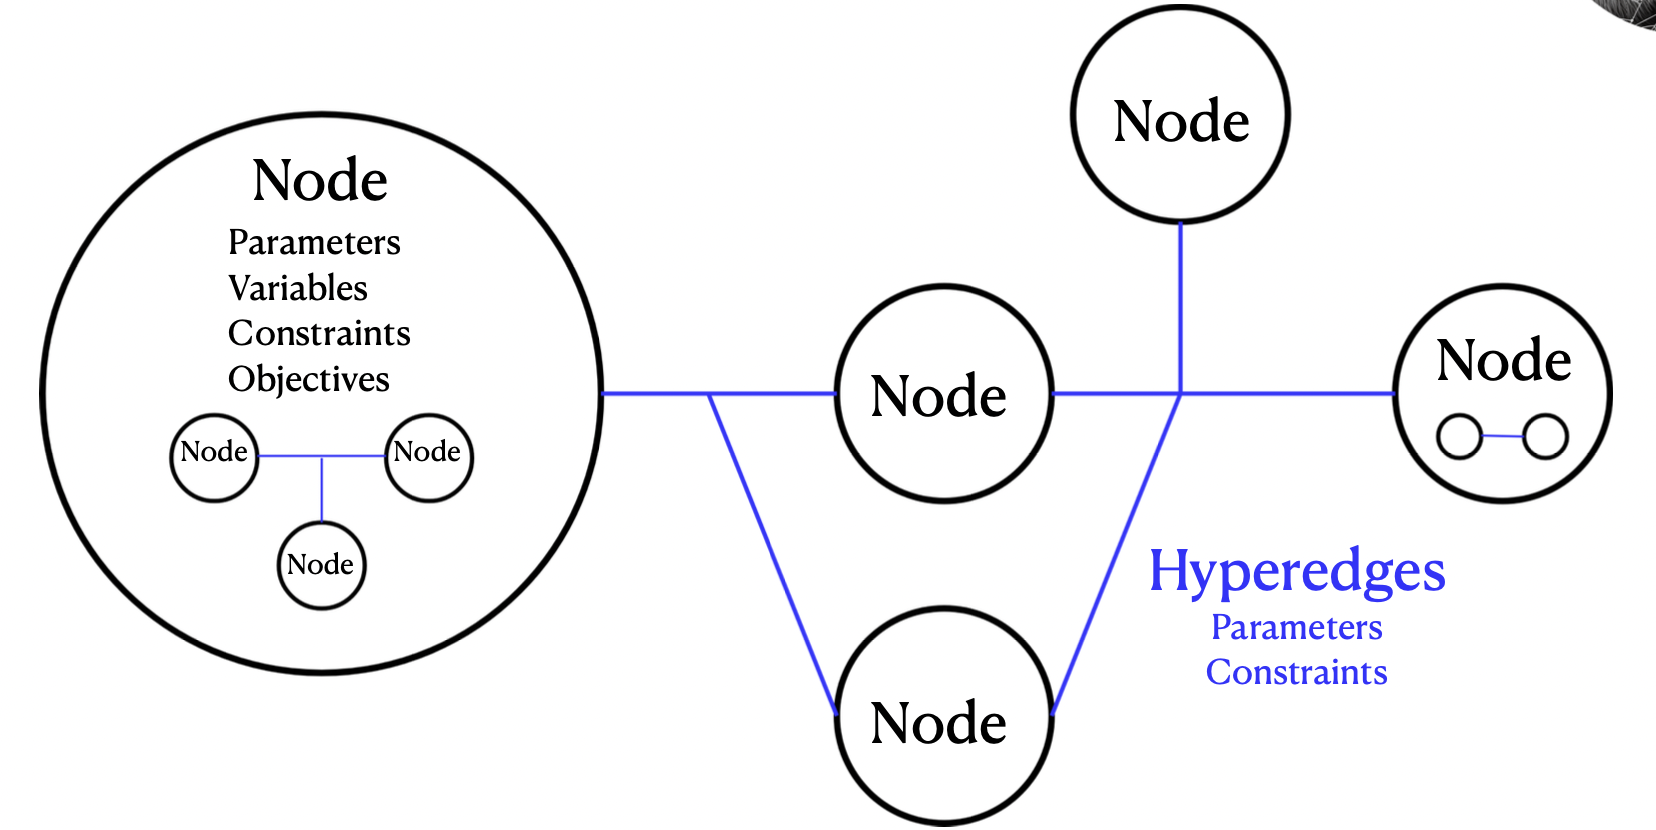 Node
Parameters
Variables
Constraints
Objectives
Node
Node
Node
Node
Node
Node
Node
Hyperedges
Parameters
Constraints